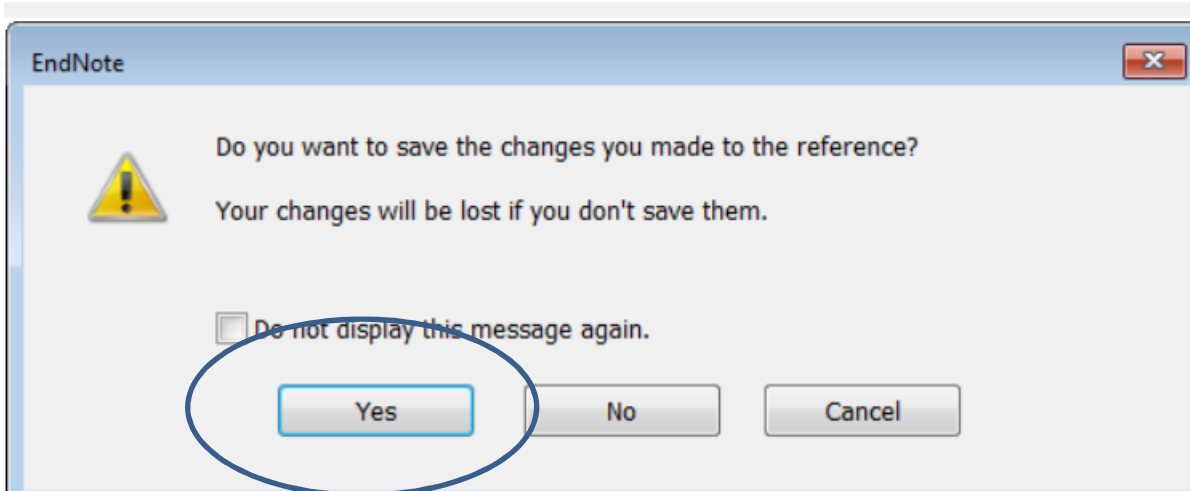 EndNote
Do you want to save the changes you made to the reference?
Your changes will be lost if you don't save them.
Do not display this message again.
Yes No Cancel